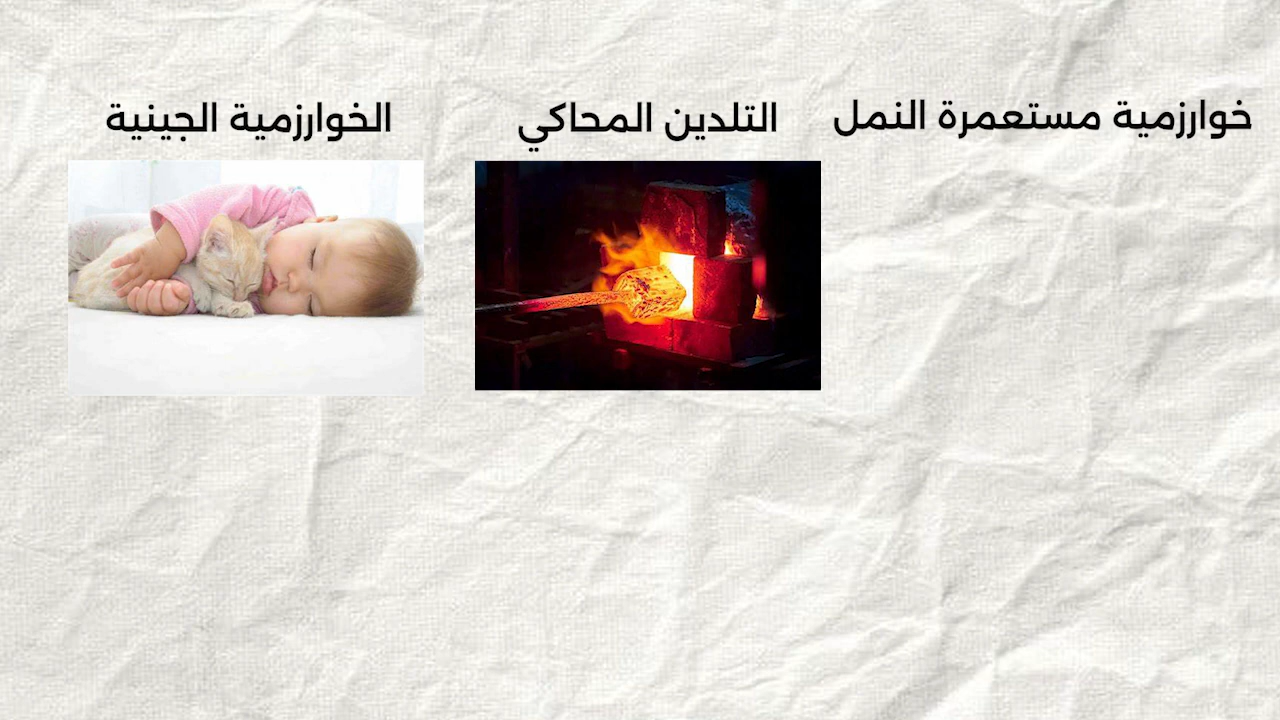 خوارزمية مستعمرة النمل
التلدين المحاكي
الخوارزمية الجينية